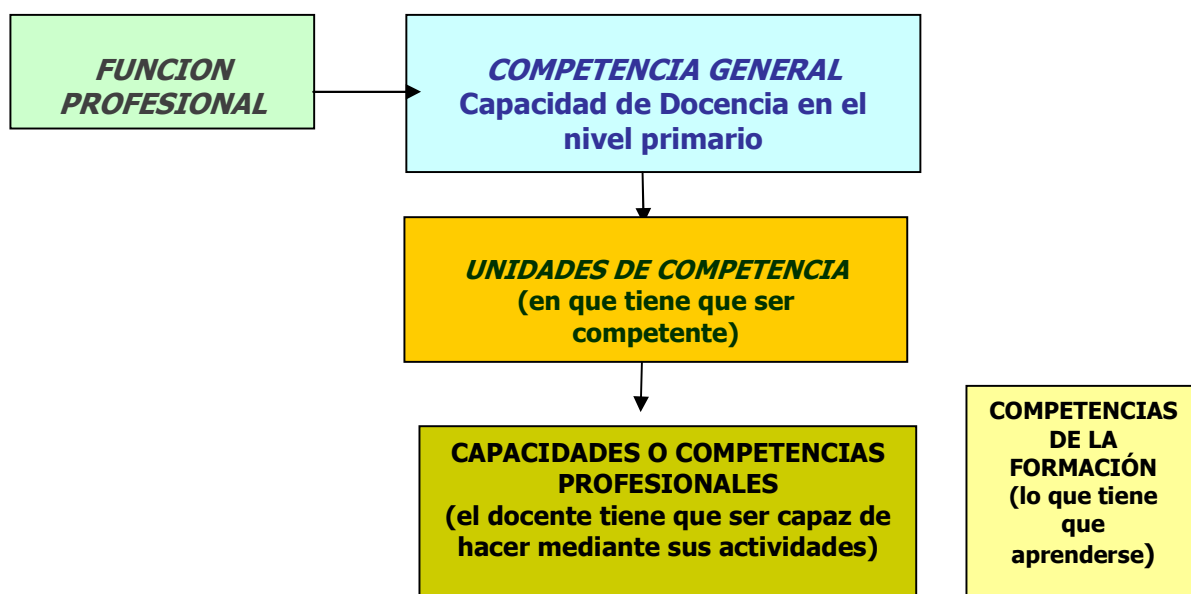 FUNCION
PROFESIONAL
COMPETENCIA GENERAL
Capacidad de Docencia en el
nivel primario
UNIDADES DE COMPETENCIA
(en que tiene que ser
competente)
CAPACIDADES O COMPETENCIAS
PROFESIONALES
(el docente tiene que ser capaz de
hacer mediante sus actividades)
COMPETENCIAS
DE LA
FORMACIÓN
(lo que tiene
que
aprenderse)